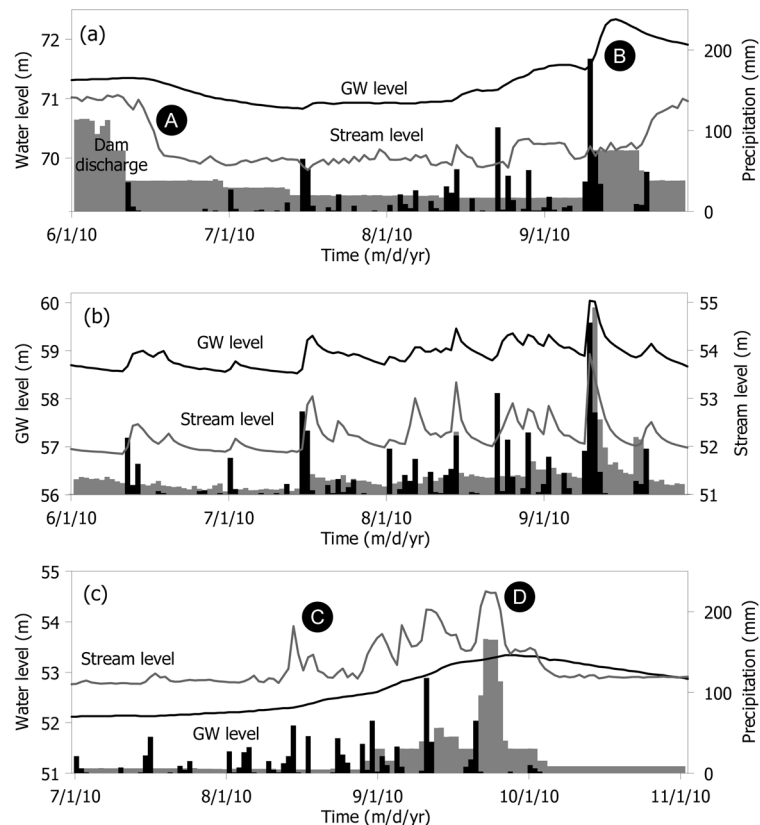 (a)
72
71
70
Water level (m)
200
100
0
Precipitation (mm)
GW level
Stream level
Dam
discharge
A
B
6/1/10 7/1/10 8/1/10 9/1/10
Time (m/d/yr)
(b)
60
59
58
57
56
GW level (m)
55
54
53
52
51
Stream level (m)
GW level
Stream level
6/1/10 7/1/10 8/1/10 9/1/10
Time (m/d/yr)
(c)
55
54
53
52
51
Water level (m)
200
100
0
Precipitation (mm)
C
D
Stream level
GW level
7/1/10 8/1/10 9/1/10 10/1/10 11/1/10
Time (m/d/yr)